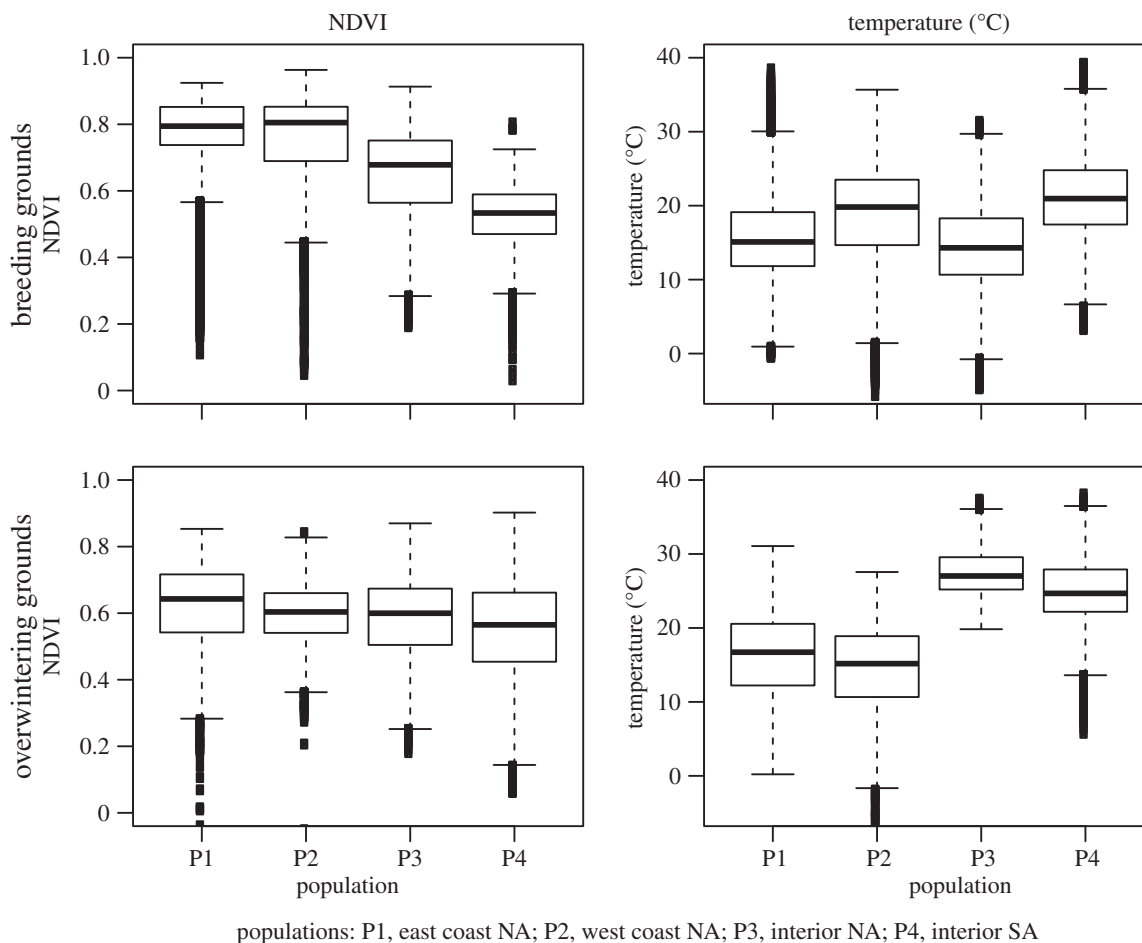 NDVI
temperature (°C)
breeding grounds
NDVI
1.0
0.8
0.6
0.4
0.2
0
temperature (°C)
40
30
20
10
0
overwintering grounds
NDVI
1.0
0.8
0.6
0.4
0.2
0
P1 P2 P3 P4
population
temperature (°C)
40
30
20
10
0
P1 P2 P3 P4
population
populations: P1, east coast NA; P2, west coast NA; P3, interior NA; P4, interior SA